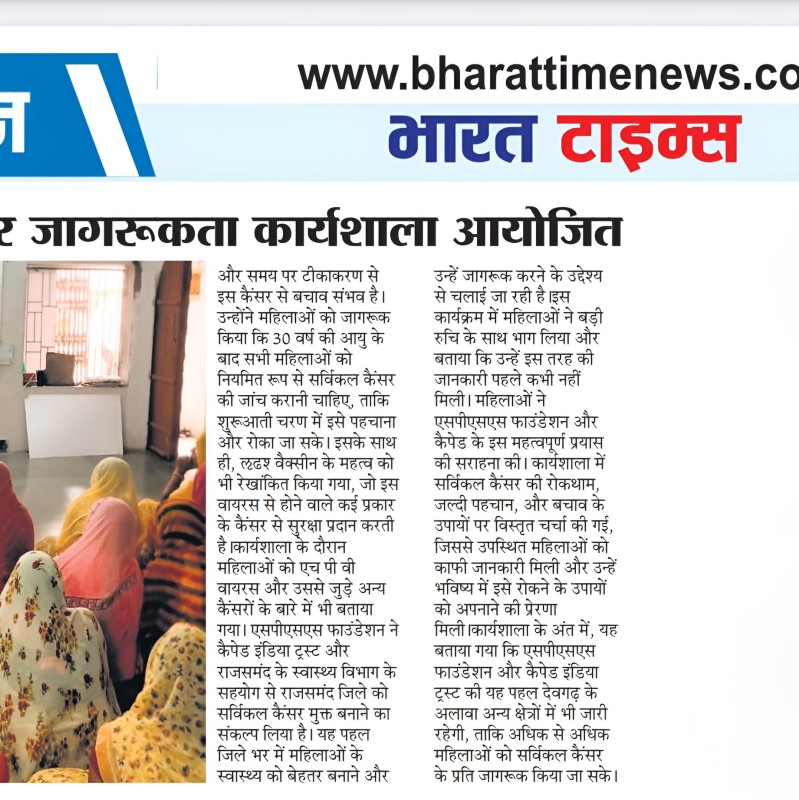 www.bharattimenews.co
भारत टाइम्स
जागरूकता कार्यशाला आयोजित
और समय पर टीकाकरण से
इस कैंसर से बचाव संभव है।
उन्होंने महिलाओं को जागरूक
किया कि 30 वर्ष की आयु के
बाद सभी महिलाओं को
नियमित रूप से सर्विकल कैंसर
की जांच करानी चाहिए, ताकि
शुरूआती चरण में इसे पहचाना
और रोका जा सके। इसके साथ
ही, वैक्सीन के महत्व को
भी रेखांकित किया गया, जो इस
वायरस से होने वाले कई प्रकार
के कैंसर से सुरक्षा प्रदान करती
है।कार्यशाला के दौरान
महिलाओं को एच पी वी
वायरस और उससे जुड़े अन्य
कैंसरों के बारे में भी बताया
गया। एसपीएसएस फाउंडेशन ने
कैपेड इंडिया ट्रस्ट और
राजसमंद के स्वास्थ्य विभाग के
सहयोग से राजसमंद जिले को
सर्विकल कैंसर मुक्त बनाने का
संकल्प लिया है। यह पहल
जिले भर में महिलाओं के
स्वास्थ्य को बेहतर बनाने और
उन्हें जागरूक करने के उद्देश्य
से चलाई जा रही है।इस
कार्यक्रम में महिलाओं ने बड़ी
रुचि के साथ भाग लिया और
बताया कि उन्हें इस तरह की
जानकारी पहले कभी नहीं
मिली। महिलाओं ने
एसपीएसएस फाउंडेशन और
कैपेड के इस महत्वपूर्ण प्रयास
की सराहना की। कार्यशाला में
सर्विकल कैंसर की रोकथाम,
जल्दी पहचान, और बचाव के
उपायों पर विस्तृत चर्चा की गई,
जिससे उपस्थित महिलाओं को
काफी जानकारी मिली और उन्हें
भविष्य में इसे रोकने के उपायों
को अपनाने की प्रेरणा
मिली।कार्यशाला के अंत में, यह
बताया गया कि एसपीएसएस
फाउंडेशन और कैपेड इंडिया
ट्रस्ट की यह पहल देवगढ़ के
अलावा अन्य क्षेत्रों में भी जारी
रहेगी, ताकि अधिक से अधिक
महिलाओं को सर्विकल कैंसर
के प्रति जागरूक किया जा सके।